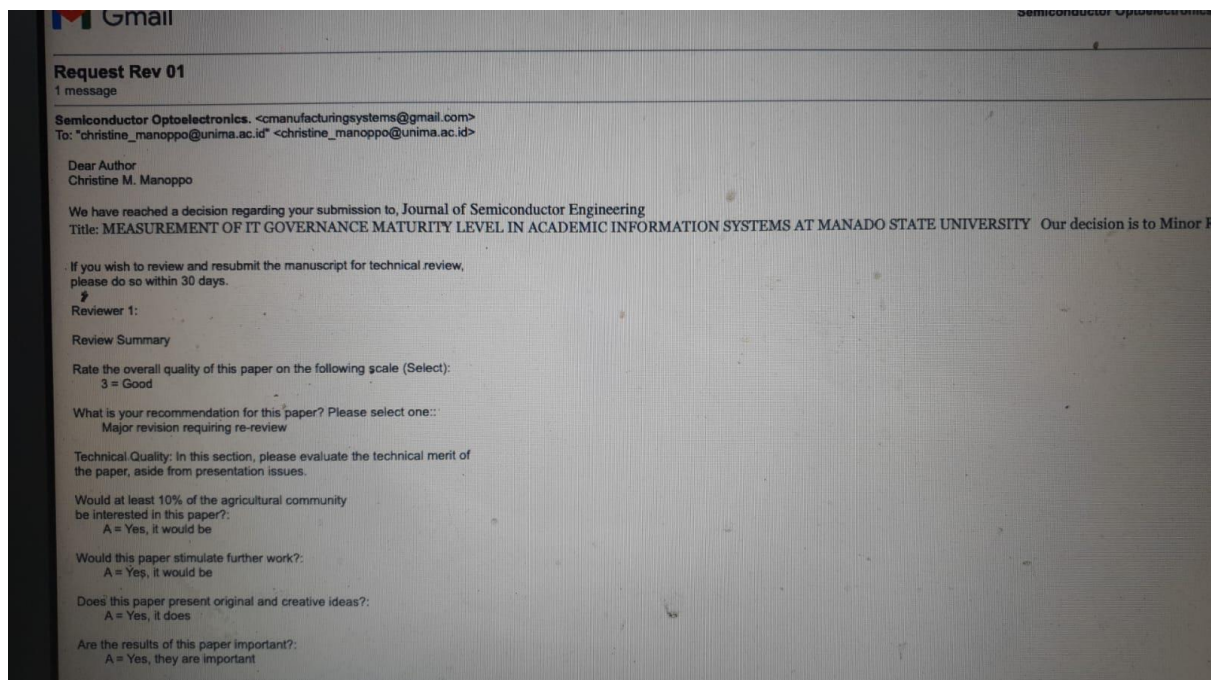 Gmail
Semiconductor Optoelectronics
Request Rev 01
1 message
Semiconductor Optoelectronics. <cmanufacturingsystems@gmail.com>
To: "christine_manoppo@unima.ac.id" <christine_manoppo@unima.ac.id>
Dear Author
Christine M. Manoppo
We have reached a decision regarding your submission to, Journal of Semiconductor Engineering
Title: MEASUREMENT OF IT GOVERNANCE MATURITY LEVEL IN ACADEMIC INFORMATION SYSTEMS AT MANADO STATE UNIVERSITY Our decision is to Minor
If you wish to review and resubmit the manuscript for technical review,
please do so within 30 days.
Reviewer 1:
Review Summary
Rate the overall quality of this paper on the following scale (Select):
3 = Good
What is your recommendation for this paper? Please select one::
Major revision requiring re-review
Technical Quality: In this section, please evaluate the technical merit of
the paper, aside from presentation issues.
Would at least 10% of the agricultural community
be interested in this paper?:
A = Yes, it would be
Would this paper stimulate further work?:
A = Yes, it would be
Does this paper present original and creative ideas?:
A = Yes, it does
Are the results of this paper important?:
A = Yes, they are important